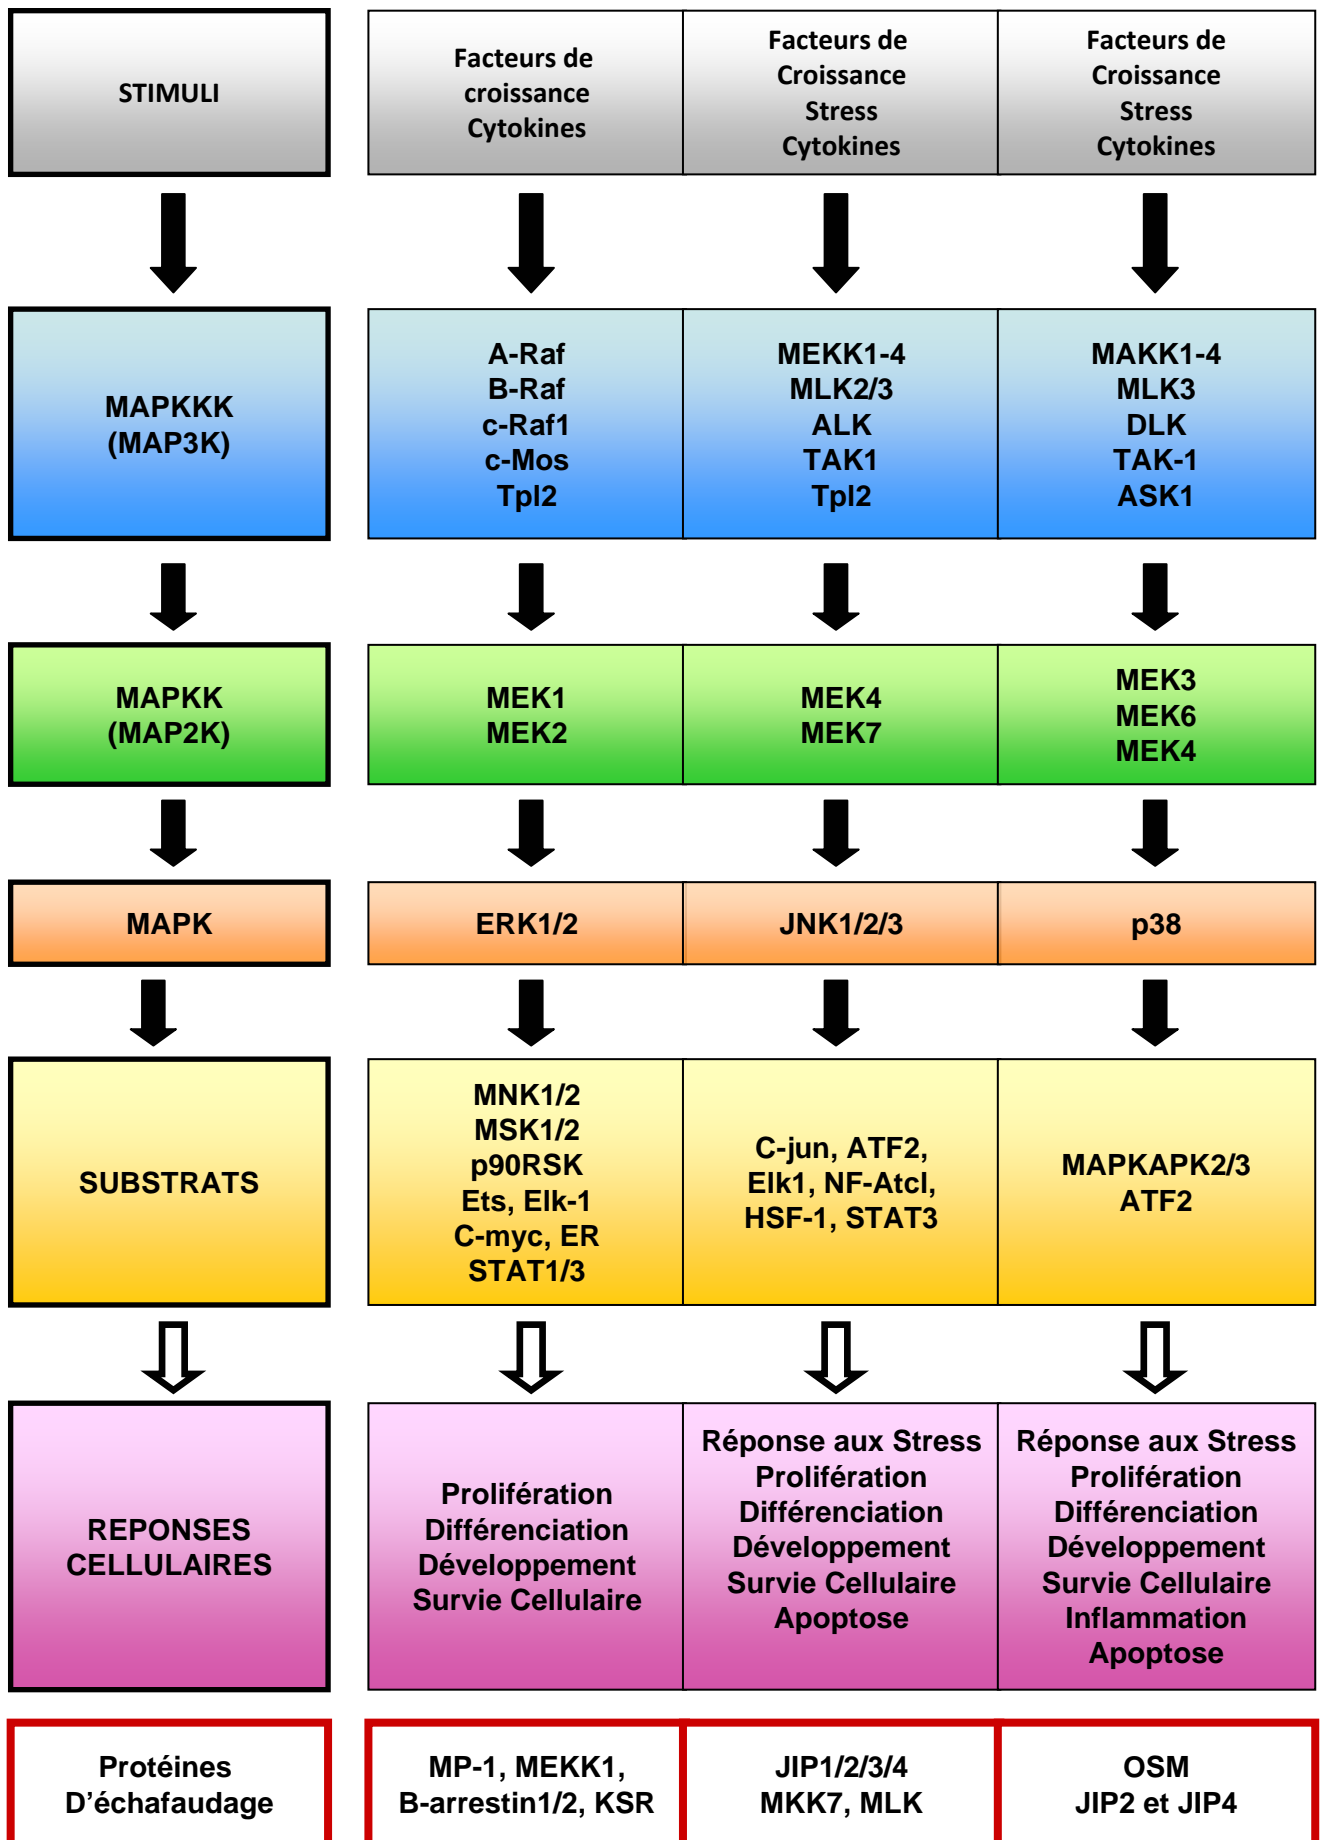 STIMULI
Facteurs de
croissance
Cytokines
Facteurs de
Croissance
Stress
Cytokines
Facteurs de
Croissance
Stress
Cytokines
MAPKKK
(MAP3K)
A-Raf
B-Raf
c-Raf1
c-Mos
Tpl2
MEKK1-4
MLK2/3
ALK
TAK1
Tpl2
MAKK1-4
MLK3
DLK
TAK-1
ASK1
MAPKK
(MAP2K)
MEK1
MEK2
MEK4
MEK7
MEK3
MEK6
MEK4
MAPK
ERK1/2
JNK1/2/3
p38
SUBSTRATS
MNK1/2
MSK1/2
p90RSK
Ets, Elk-1
C-myc, ER
STAT1/3
C-jun, ATF2,
Elk1, NF-Atcl,
HSF-1, STAT3
MAPKAPK2/3
ATF2
REPONSES
CELLULAIRES
Prolifération
Différenciation
Développement
Survie Cellulaire
Réponse aux Stress
Prolifération
Différenciation
Développement
Survie Cellulaire
Apoptose
Réponse aux Stress
Prolifération
Différenciation
Développement
Survie Cellulaire
Inflammation
Apoptose
Protéines
D’échafaudage
MP-1, MEKK1,
B-arrestin1/2, KSR
JIP1/2/3/4
MKK7, MLK
OSM
JIP2 et JIP4